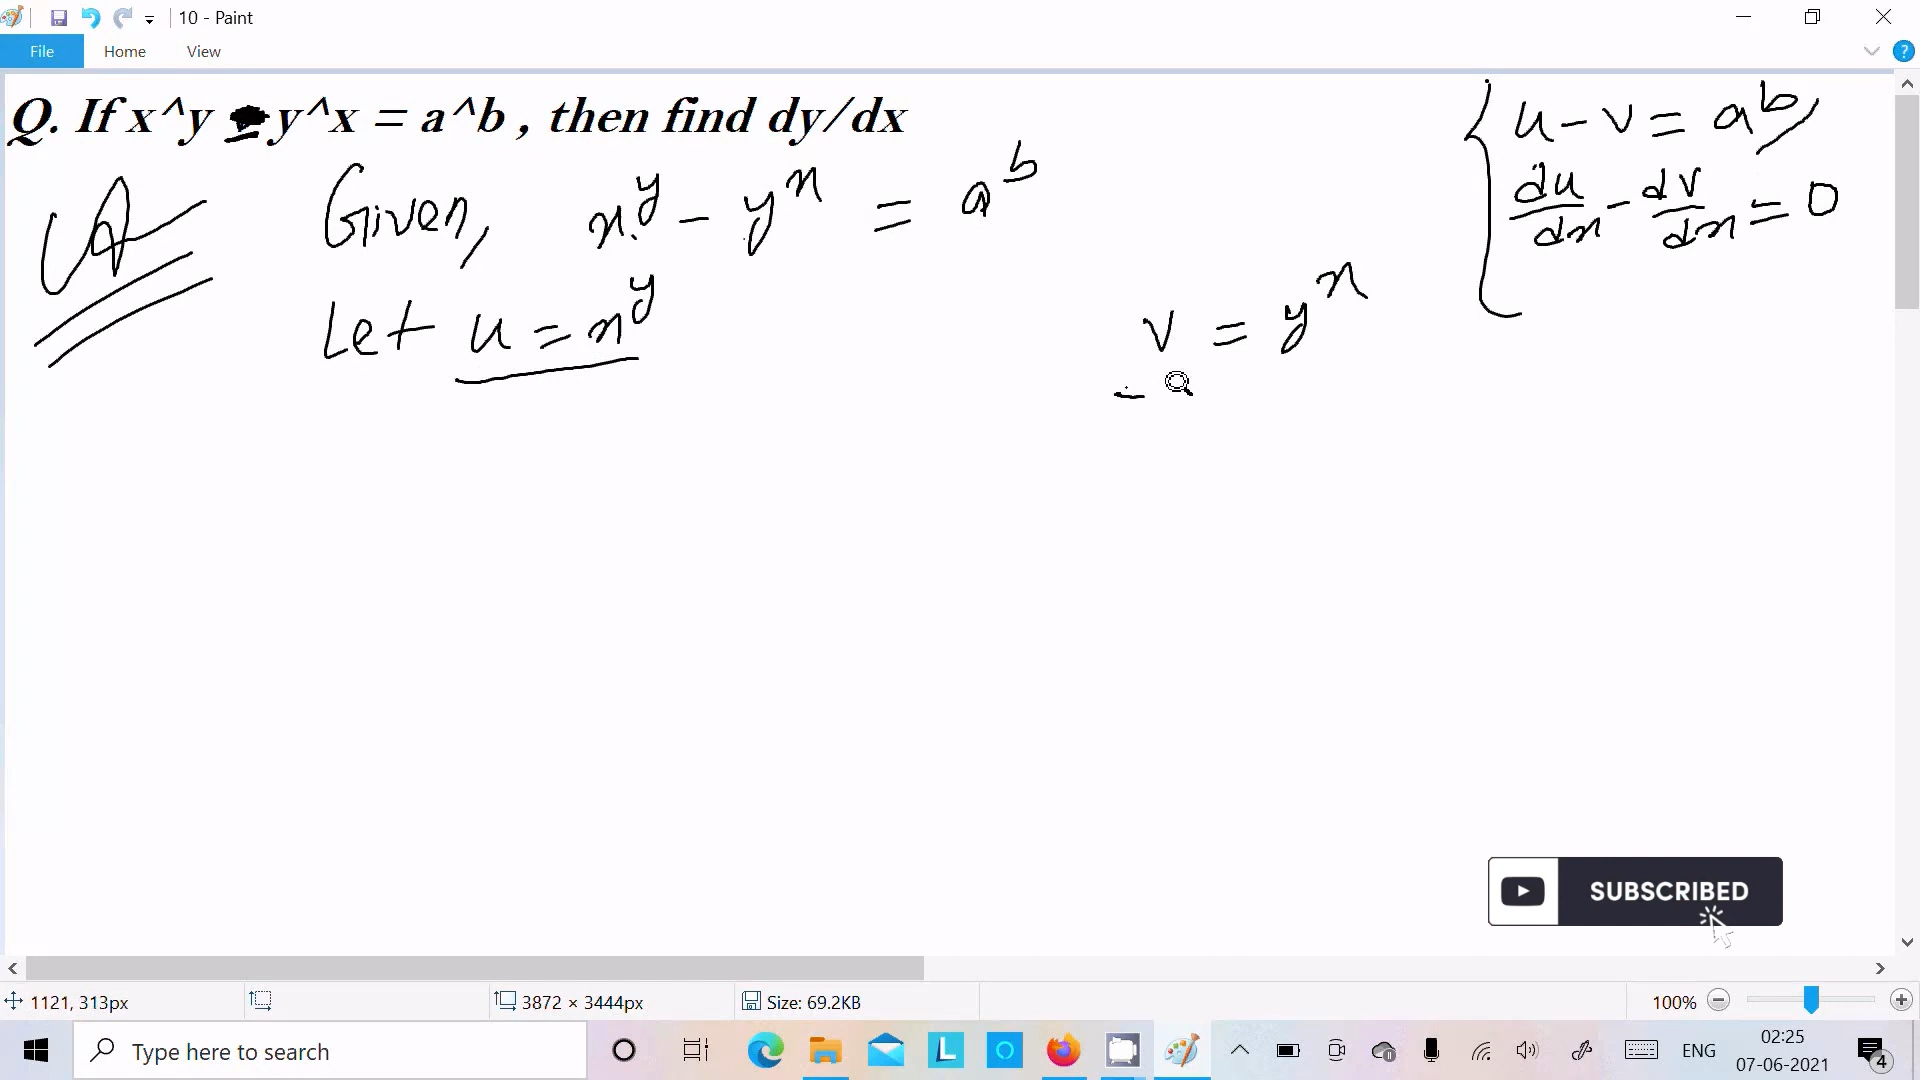 10 - Paint
File Home View
Q. If x^y - y^x = a^b , then find dy/dx
Given, x^y - y^x = a^b
Let u = x^y
v = y^x
u - v = a^b
du/dx - dv/dx = 0
SUBSCRIBED
1121, 313px 3872 × 3444px Size: 69.2KB 100%
Type here to search
ENG
02:25
07-06-2021
4